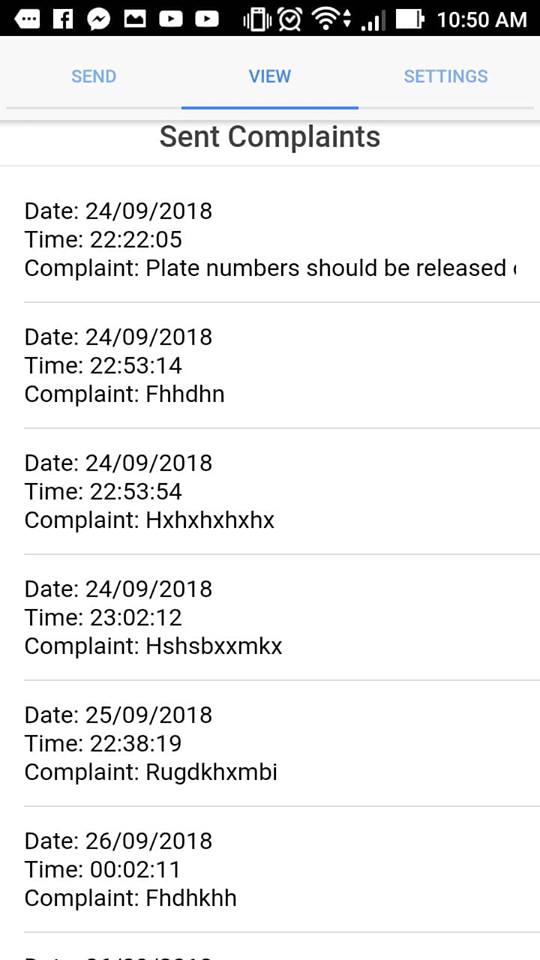 10:50 AM
SEND VIEW SETTINGS
Sent Complaints
Date: 24/09/2018
Time: 22:22:05
Complaint: Plate numbers should be released
Date: 24/09/2018
Time: 22:53:14
Complaint: Fhhdhn
Date: 24/09/2018
Time: 22:53:54
Complaint: Hxhxhxhxhx
Date: 24/09/2018
Time: 23:02:12
Complaint: Hshsbxxmkx
Date: 25/09/2018
Time: 22:38:19
Complaint: Rugdkhxmbi
Date: 26/09/2018
Time: 00:02:11
Complaint: Fhdhkhh